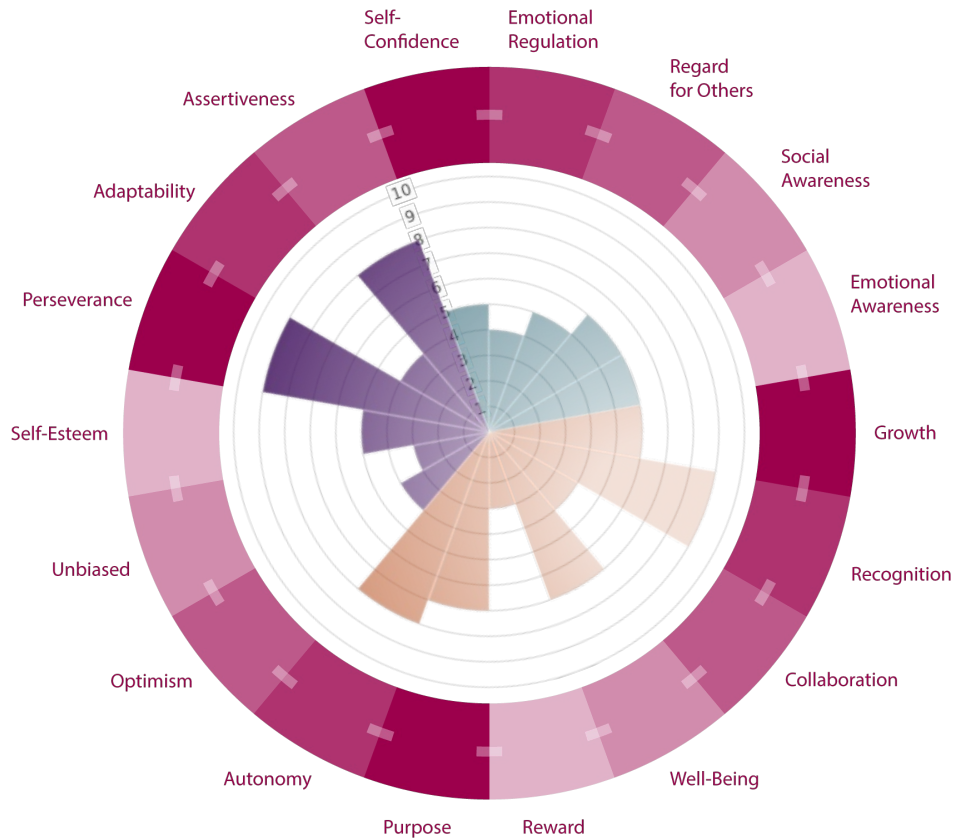 Self-
Confidence
Emotional
Regulation
Regard
for Others
Social
Awareness
Emotional
Awareness
Growth
Recognition
Collaboration
Well-Being
Reward
Purpose
Autonomy
Optimism
Unbiased
Self-Esteem
Perseverance
Adaptability
Assertiveness
10
9
8
7
6
5
4
3
2
1